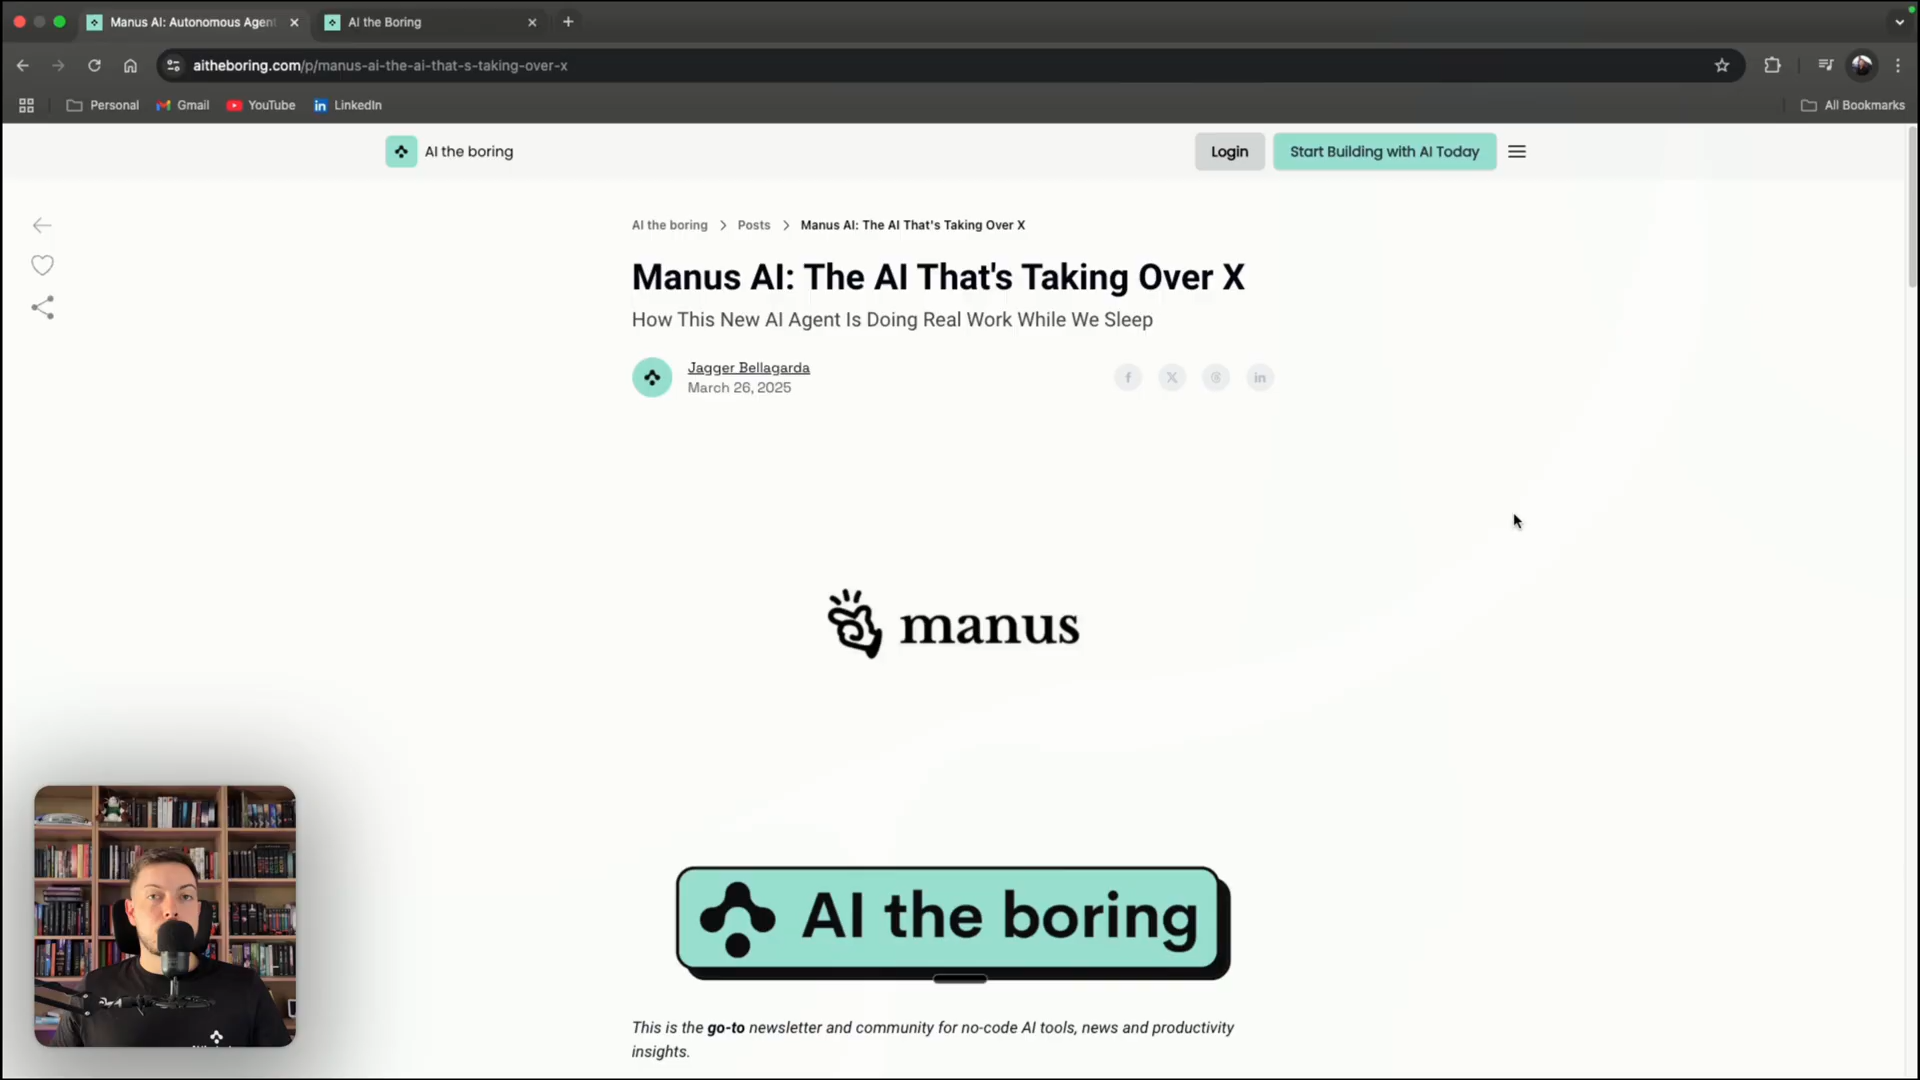 Manus AI: Autonomous Agen
AI the Boring
aitheboring.com/p/manus-ai-the-ai-that-s-taking-over-x
Personal
Gmail
YouTube
LinkedIn
All Bookmarks
AI the boring
Login
Start Building with AI Today
AI the boring > Posts > Manus AI: The AI That's Taking Over X
Manus AI: The AI That's Taking Over X
How This New AI Agent Is Doing Real Work While We Sleep
Jagger Bellagarda
March 26, 2025
manus
AI the boring
This is the go-to newsletter and community for no-code AI tools, news and productivity
insights.